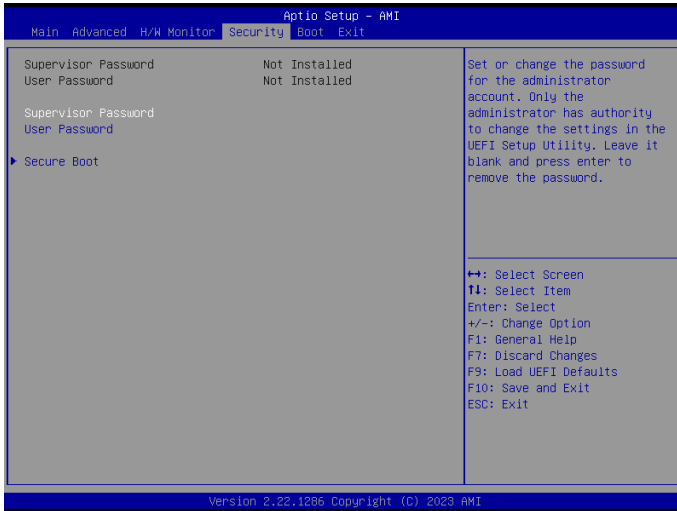 Aptio Setup - AMI
Main Advanced H/W Monitor Security Boot Exit
Supervisor Password Not Installed
User Password Not Installed
Supervisor Password
User Password
Secure Boot
Set or change the password
for the administrator
account. Only the
administrator has authority
to change the settings in the
UEFI Setup Utility. Leave it
blank and press enter to
remove the password.
↔: Select Screen
↑↓: Select Item
Enter: Select
+/-: Change Option
F1: General Help
F7: Discard Changes
F9: Load UEFI Defaults
F10: Save and Exit
ESC: Exit
Version 2.22.1286 Copyright (C) 2023 AMI